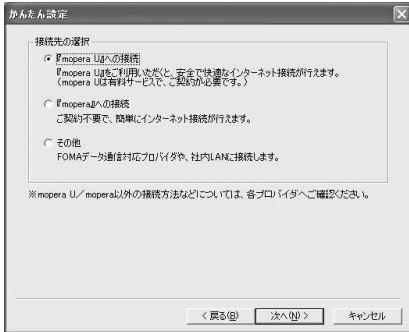 かんたん設定
接続先の選択
『mopera U』への接続
『mopera U』をご利用いただくと、安全で快適なインターネット接続が行えます。
(mopera Uは有料サービスで、ご契約が必要です。)
『mopera』への接続
ご契約不要で、簡単にインターネット接続が行えます。
その他
FOMAデータ通信対応プロバイダや、社内LANに接続します。
※mopera U/mopera以外の接続方法などについては、各プロバイダへご確認ください。
< 戻る(B)
次へ(N) >
キャンセル